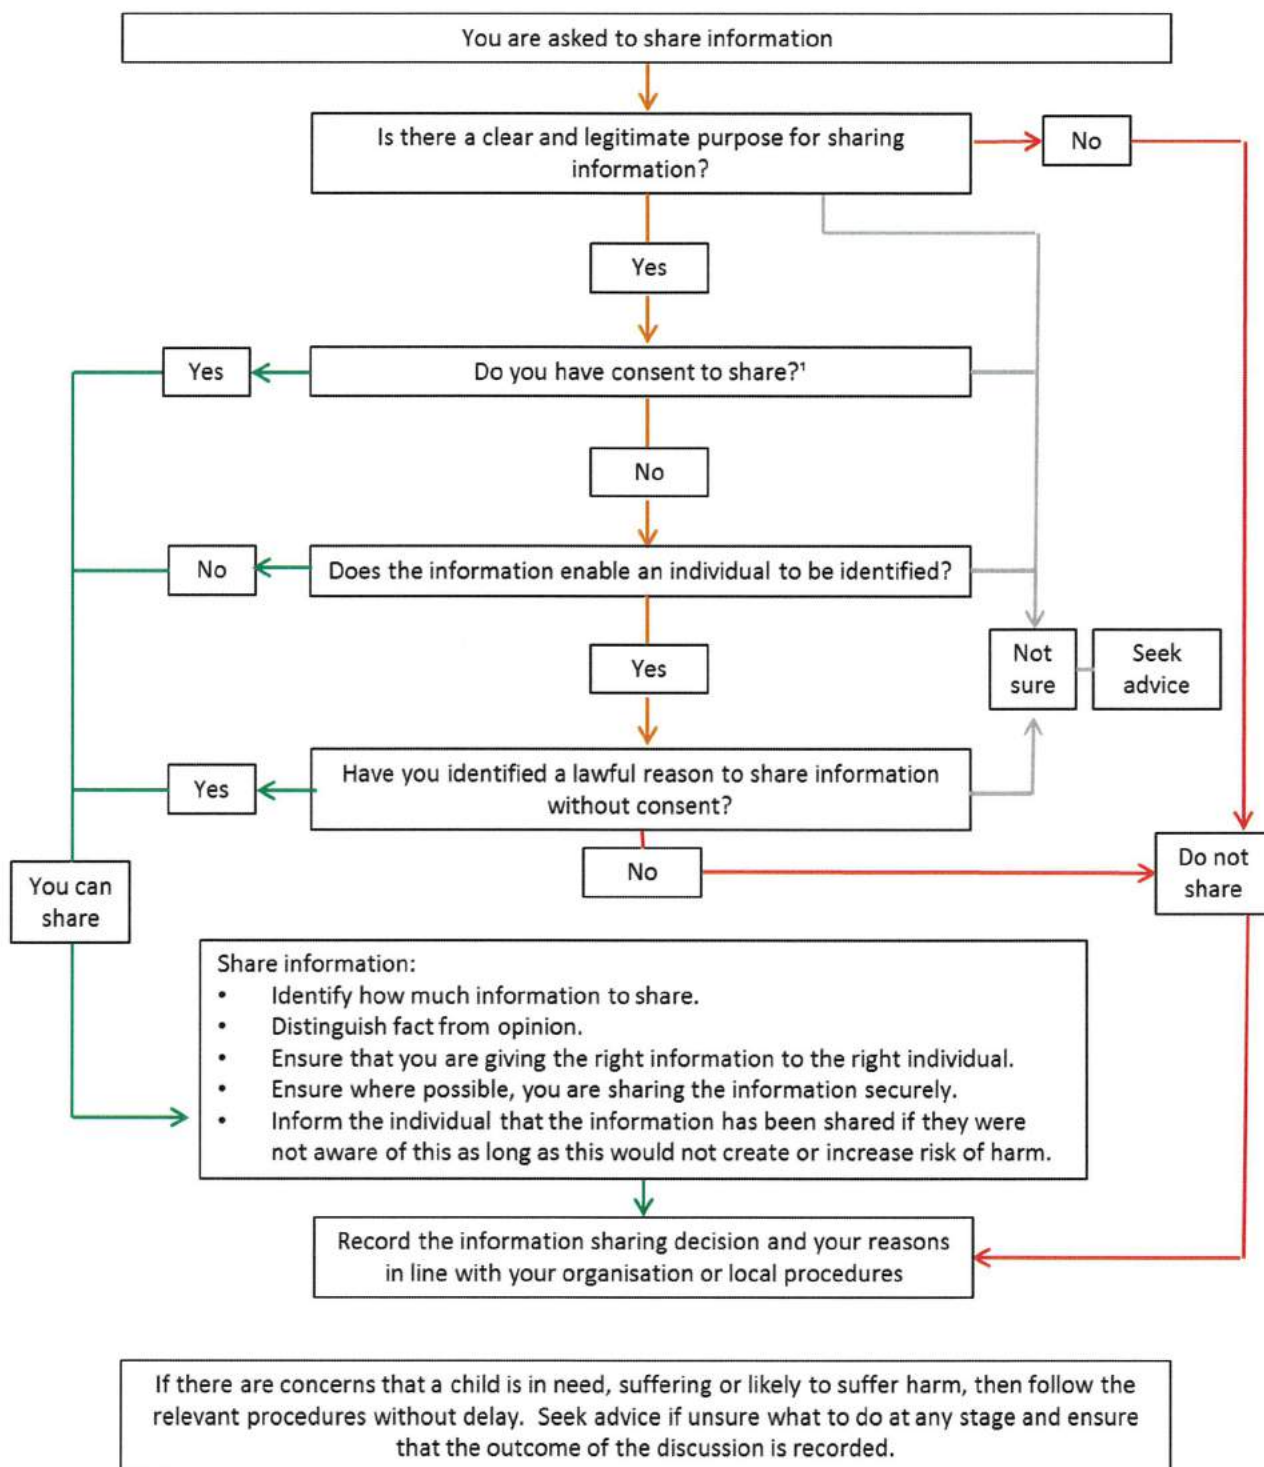 You are asked to share information
Is there a clear and legitimate purpose for sharing
information?
No
Yes
Yes
Do you have consent to share?¹
No
No
Does the information enable an individual to be identified?
Yes
Not
sure
Seek
advice
Yes
Have you identified a lawful reason to share information
without consent?
No
Do not
share
You can
share
Share information:
• Identify how much information to share.
• Distinguish fact from opinion.
• Ensure that you are giving the right information to the right individual.
• Ensure where possible, you are sharing the information securely.
• Inform the individual that the information has been shared if they were
not aware of this as long as this would not create or increase risk of harm.
Record the information sharing decision and your reasons
in line with your organisation or local procedures
If there are concerns that a child is in need, suffering or likely to suffer harm, then follow the
relevant procedures without delay.  Seek advice if unsure what to do at any stage and ensure
that the outcome of the discussion is recorded.